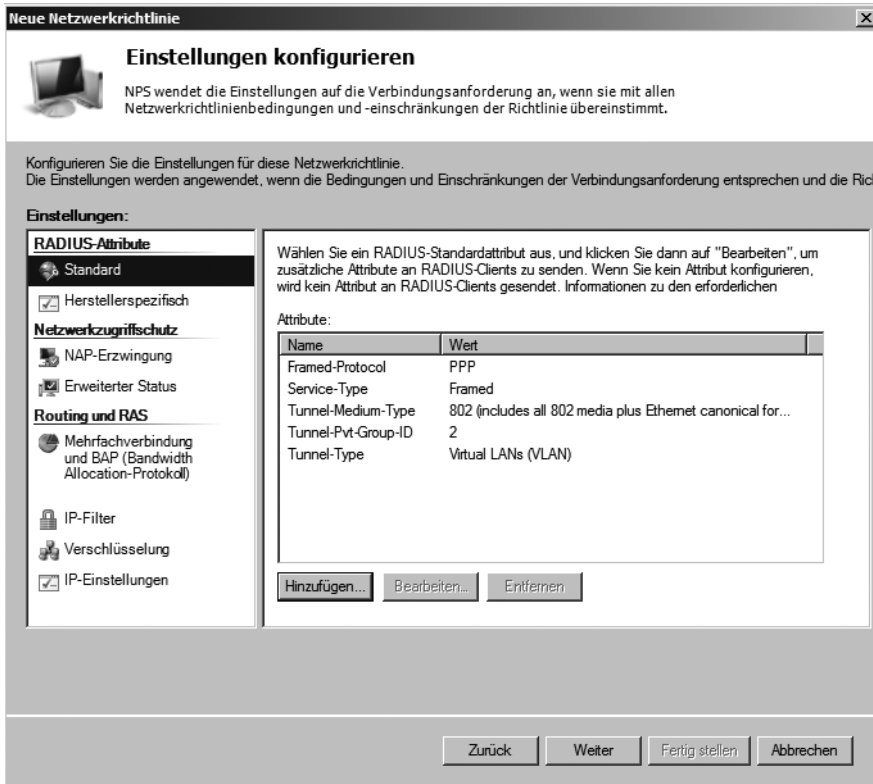 Neue Netzwerkrichtlinie
Einstellungen konfigurieren
NPS wendet die Einstellungen auf die Verbindungsanforderung an, wenn sie mit allen
Netzwerkrichtlinienbedingungen und -einschränkungen der Richtlinie übereinstimmt.
Konfigurieren Sie die Einstellungen für diese Netzwerkrichtlinie.
Die Einstellungen werden angewendet, wenn die Bedingungen und Einschränkungen der Verbindungsanforderung entsprechen und die Ric
Einstellungen:
RADIUS-Attribute
Standard
Herstellerspezifisch
Netzwerkzugriffschutz
NAP-Erzwingung
Erweiterter Status
Routing und RAS
Mehrfachverbindung
und BAP (Bandwidth
Allocation-Protokoll)
IP-Filter
Verschlüsselung
IP-Einstellungen
Wählen Sie ein RADIUS-Standardattribut aus, und klicken Sie dann auf "Bearbeiten", um
zusätzliche Attribute an RADIUS-Clients zu senden. Wenn Sie kein Attribut konfigurieren,
wird kein Attribut an RADIUS-Clients gesendet. Informationen zu den erforderlichen
Attribute:
Name Wert
Framed-Protocol PPP
Service-Type Framed
Tunnel-Medium-Type 802 (includes all 802 media plus Ethernet canonical for...
Tunnel-Pvt-Group-ID 2
Tunnel-Type Virtual LANs (VLAN)
Hinzufügen... Bearbeiten... Entfernen
Zurück Weiter Fertig stellen Abbrechen